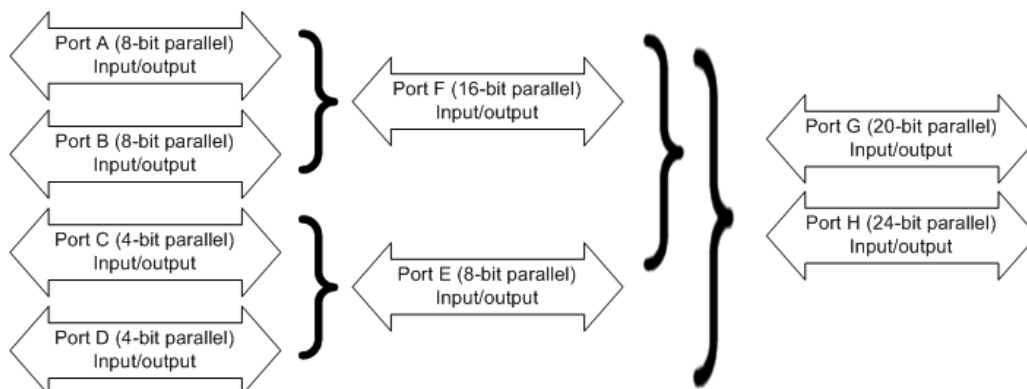 Port A (8-bit parallel)
Input/output
Port B (8-bit parallel)
Input/output
Port C (4-bit parallel)
Input/output
Port D (4-bit parallel)
Input/output
Port F (16-bit parallel)
Input/output
Port E (8-bit parallel)
Input/output
Port G (20-bit parallel)
Input/output
Port H (24-bit parallel)
Input/output